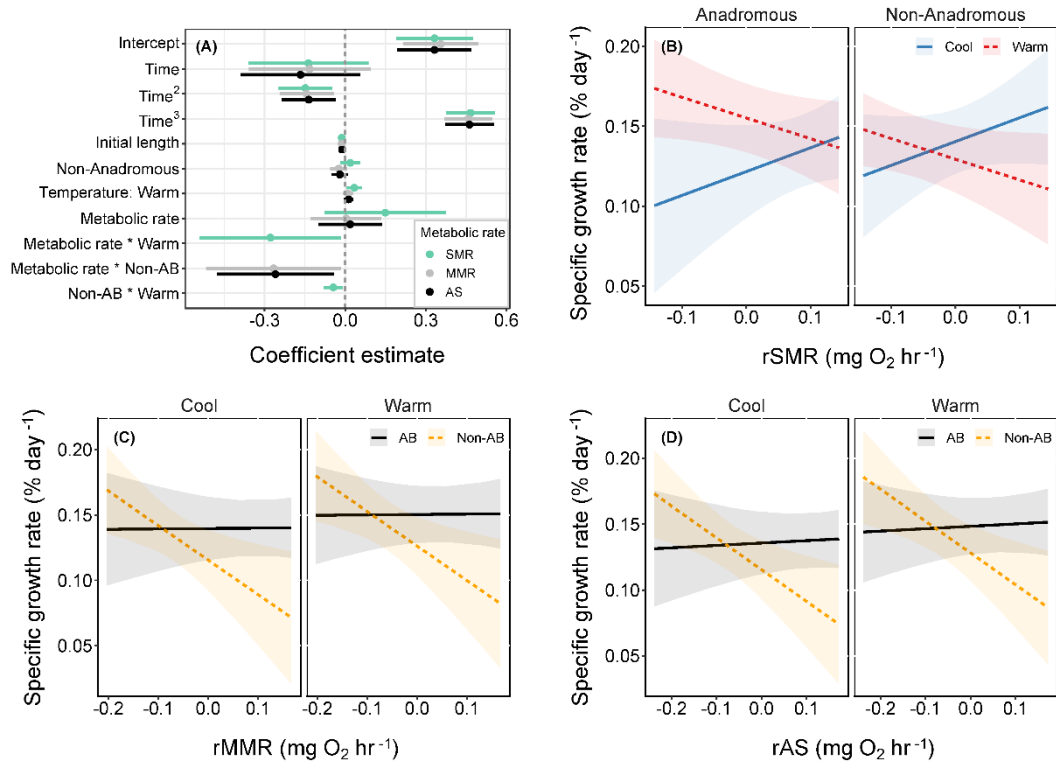 (A)
Intercept
Time
Time²
Time³
Initial length
Non-Anadromous
Temperature: Warm
Metabolic rate
Metabolic rate * Warm
Metabolic rate * Non-AB
Non-AB * Warm
Metabolic rate
SMR
MMR
AS
-0.3 0.0 0.3 0.6
Coefficient estimate
Anadromous Non-Anadromous
(B)
Cool Warm
Specific growth rate (% day⁻¹)
0.20
0.15
0.10
0.05
-0.1 0.0 0.1 -0.1 0.0 0.1
rSMR (mg O₂ hr⁻¹)
Cool Warm
(C)
AB Non-AB
Specific growth rate (% day⁻¹)
0.20
0.15
0.10
0.05
-0.2 -0.1 0.0 0.1 -0.2 -0.1 0.0 0.1
rMMR (mg O₂ hr⁻¹)
Cool Warm
(D)
AB Non-AB
Specific growth rate (% day⁻¹)
0.20
0.15
0.10
0.05
-0.2 -0.1 0.0 0.1 -0.2 -0.1 0.0 0.1
rAS (mg O₂ hr⁻¹)